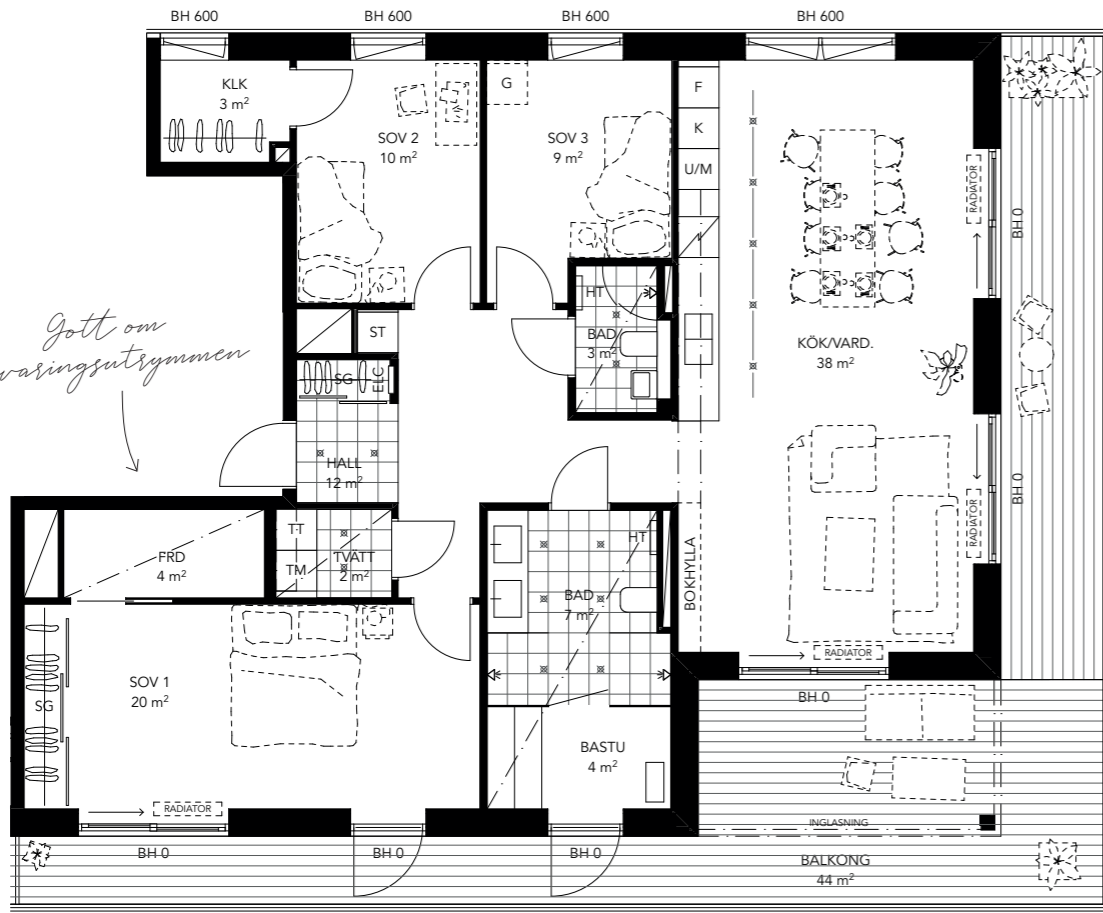 BH 600
BH 600
BH 600
BH 600
KLK
3 m²
SOV 2
10 m²
G
SOV 3
9 m²
F
K
U/M
RADIATOR
BH 0
HT
BAD
3 m²
KÖK/VARD.
38 m²
Gott om
varingsutrymmen
ST
SG
ELC
HALL
12 m²
BH 0
RADIATOR
TT
TM
TVÄTT
2 m²
FRD
4 m²
HT
BAD
7 m²
BOKHYLLA
RADIATOR
BH 0
SOV 1
20 m²
SG
BASTU
4 m²
RADIATOR
INGLASNING
BH 0
BH 0
BH 0
BALKONG
44 m²